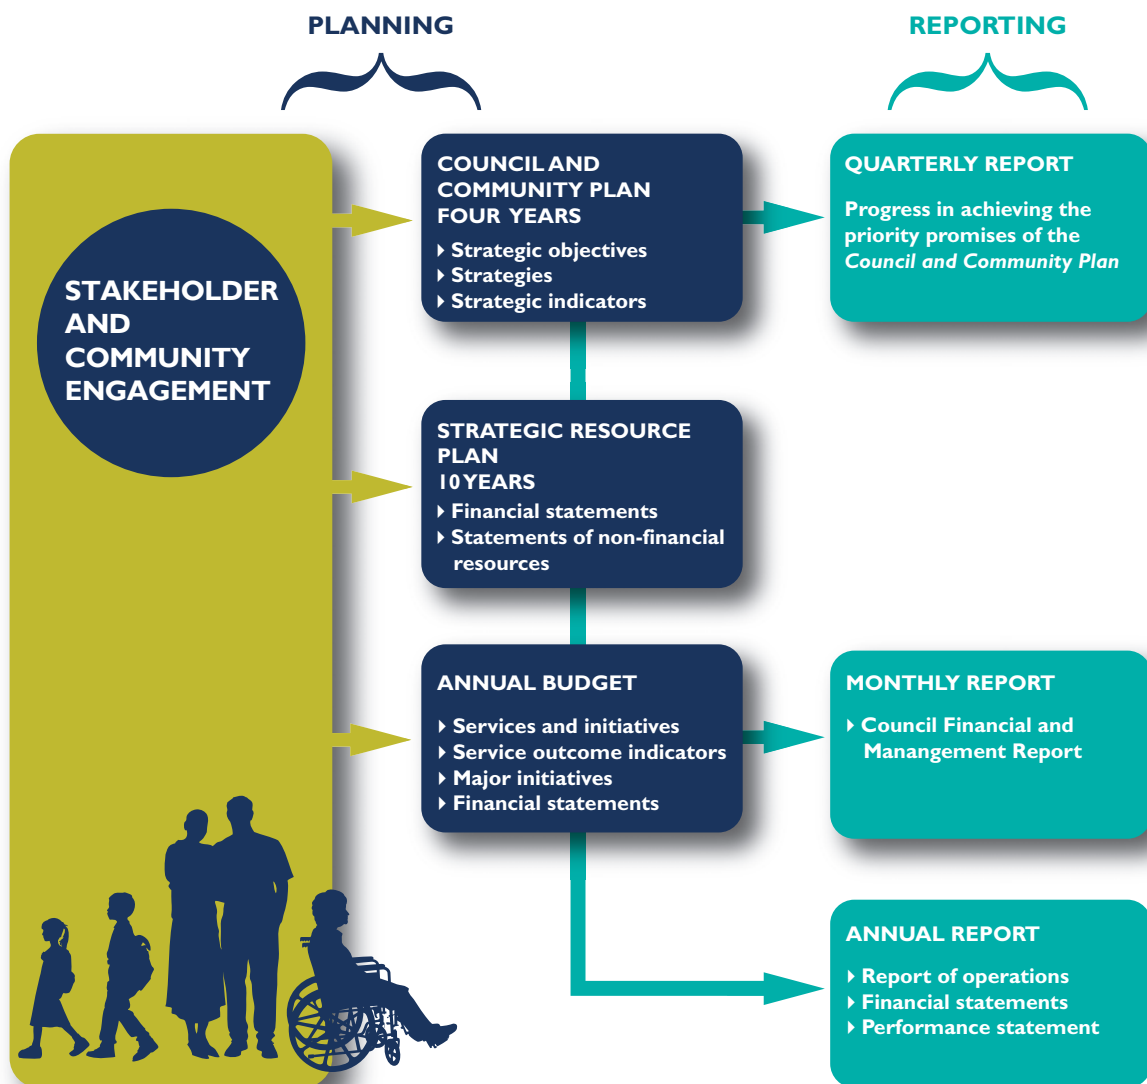 PLANNING
REPORTING
STAKEHOLDER
AND
COMMUNITY
ENGAGEMENT
COUNCIL AND
COMMUNITY PLAN
FOUR YEARS
Strategic objectives
Strategies
Strategic indicators
QUARTERLY REPORT
Progress in achieving the
priority promises of the
Council and Community Plan
STRATEGIC RESOURCE
PLAN
10 YEARS
Financial statements
Statements of non-financial
resources
ANNUAL BUDGET
Services and initiatives
Service outcome indicators
Major initiatives
Financial statements
MONTHLY REPORT
Council Financial and
Manangement Report
ANNUAL REPORT
Report of operations
Financial statements
Performance statement